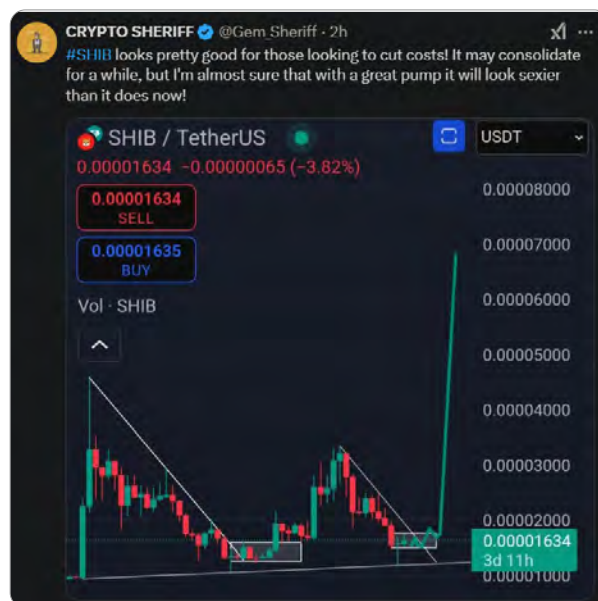 CRYPTO SHERIFF @Gem_Sheriff · 2h
#SHIB looks pretty good for those looking to cut costs! It may consolidate
for a while, but I'm almost sure that with a great pump it will look sexier
than it does now!
SHIB / TetherUS
USDT
0.00001634 −0.00000065 (−3.82%)
0.00001634
SELL
0.00001635
BUY
Vol · SHIB
0.00008000
0.00007000
0.00006000
0.00005000
0.00004000
0.00003000
0.00002000
0.00001634
3d 11h
0.00001000